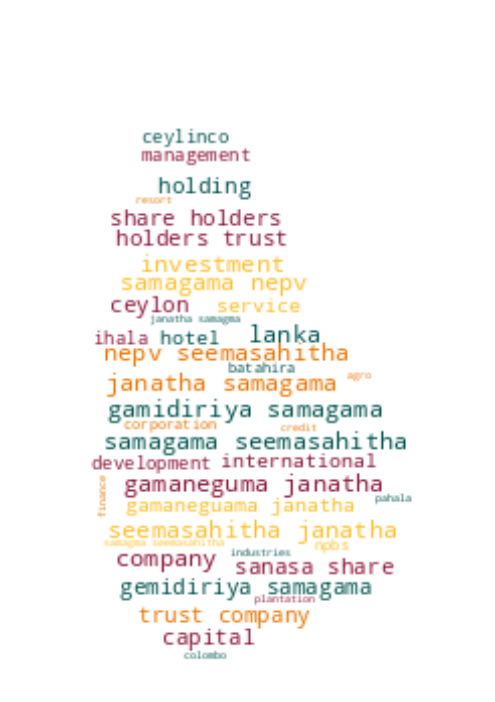 ceylinco
management
holding
resort
share holders
holders trust
investment
samagama nepv
ceylon service
janatha samagma
ihala hotel lanka
nepv seemasahitha
batahira
janatha samagama agro
gamidiriya samagama
corporation credit
samagama seemasahitha
development international
finance
gamaneguma janatha
pahala
gamaneguama janatha
seemasahitha janatha
samagma seemasahitha npbs
company industries
sanasa share
gemidiriya samagama
plantation
trust company
capital
colombo